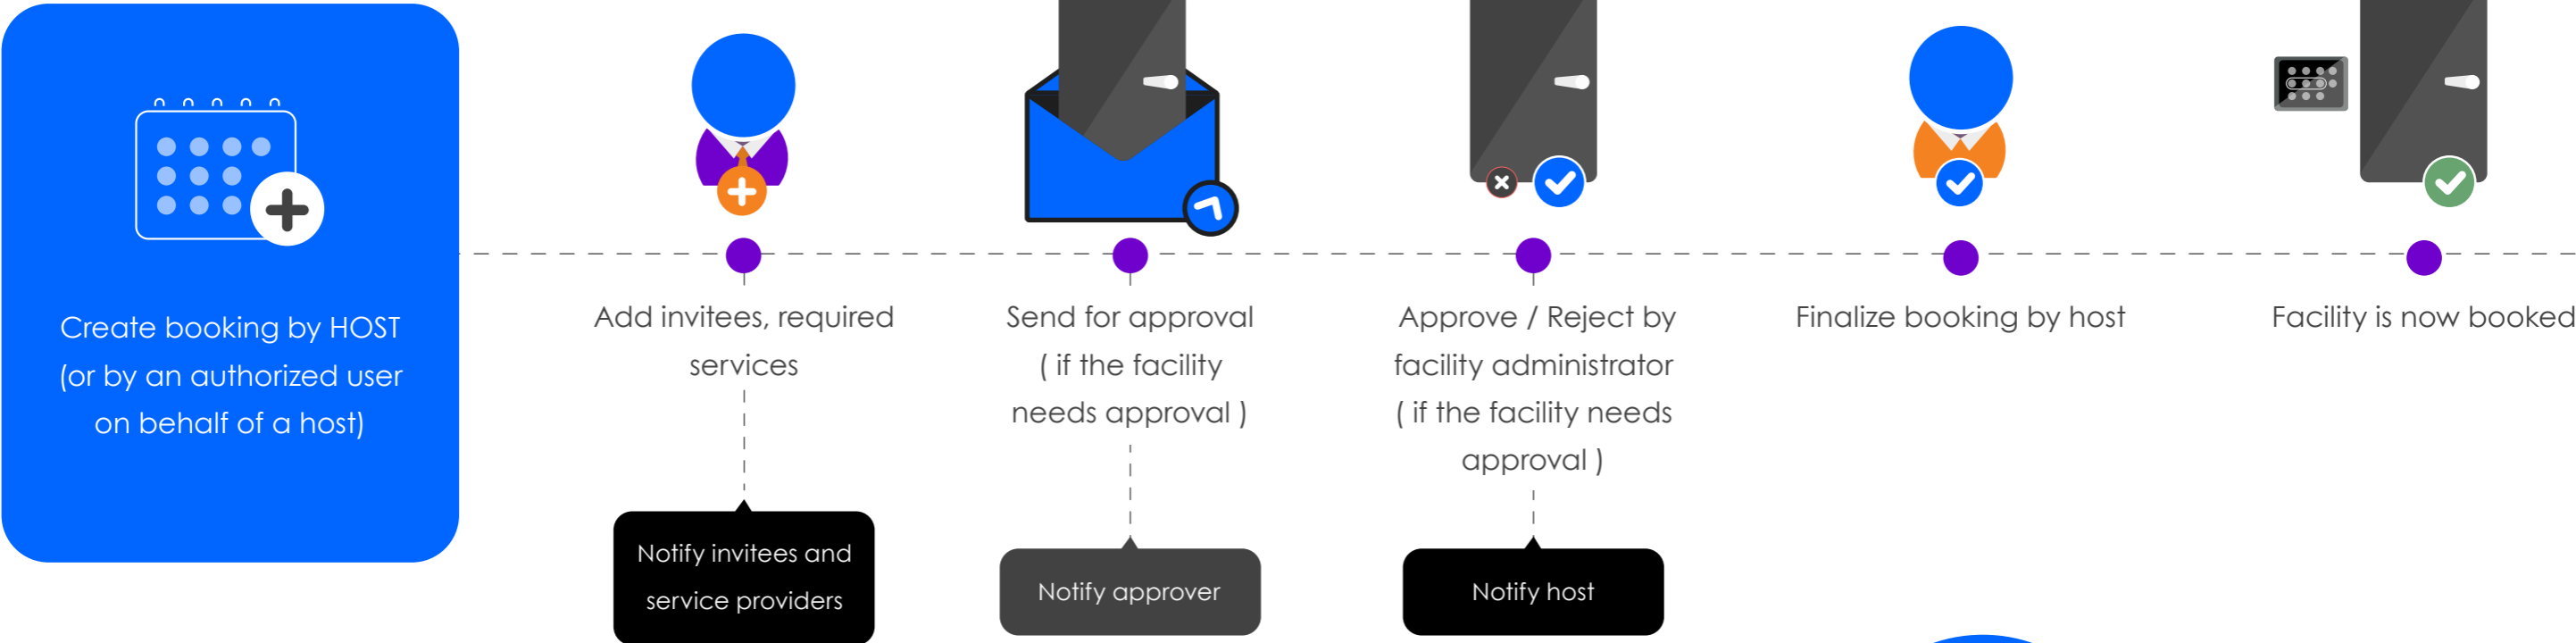 Create booking by HOST
(or by an authorized user
on behalf of a host)
Add invitees, required
services
Notify invitees and
service providers
Send for approval
( if the facility
needs approval )
Notify approver
Approve / Reject by
facility administrator
( if the facility needs
approval )
Notify host
Finalize booking by host
Facility is now booked